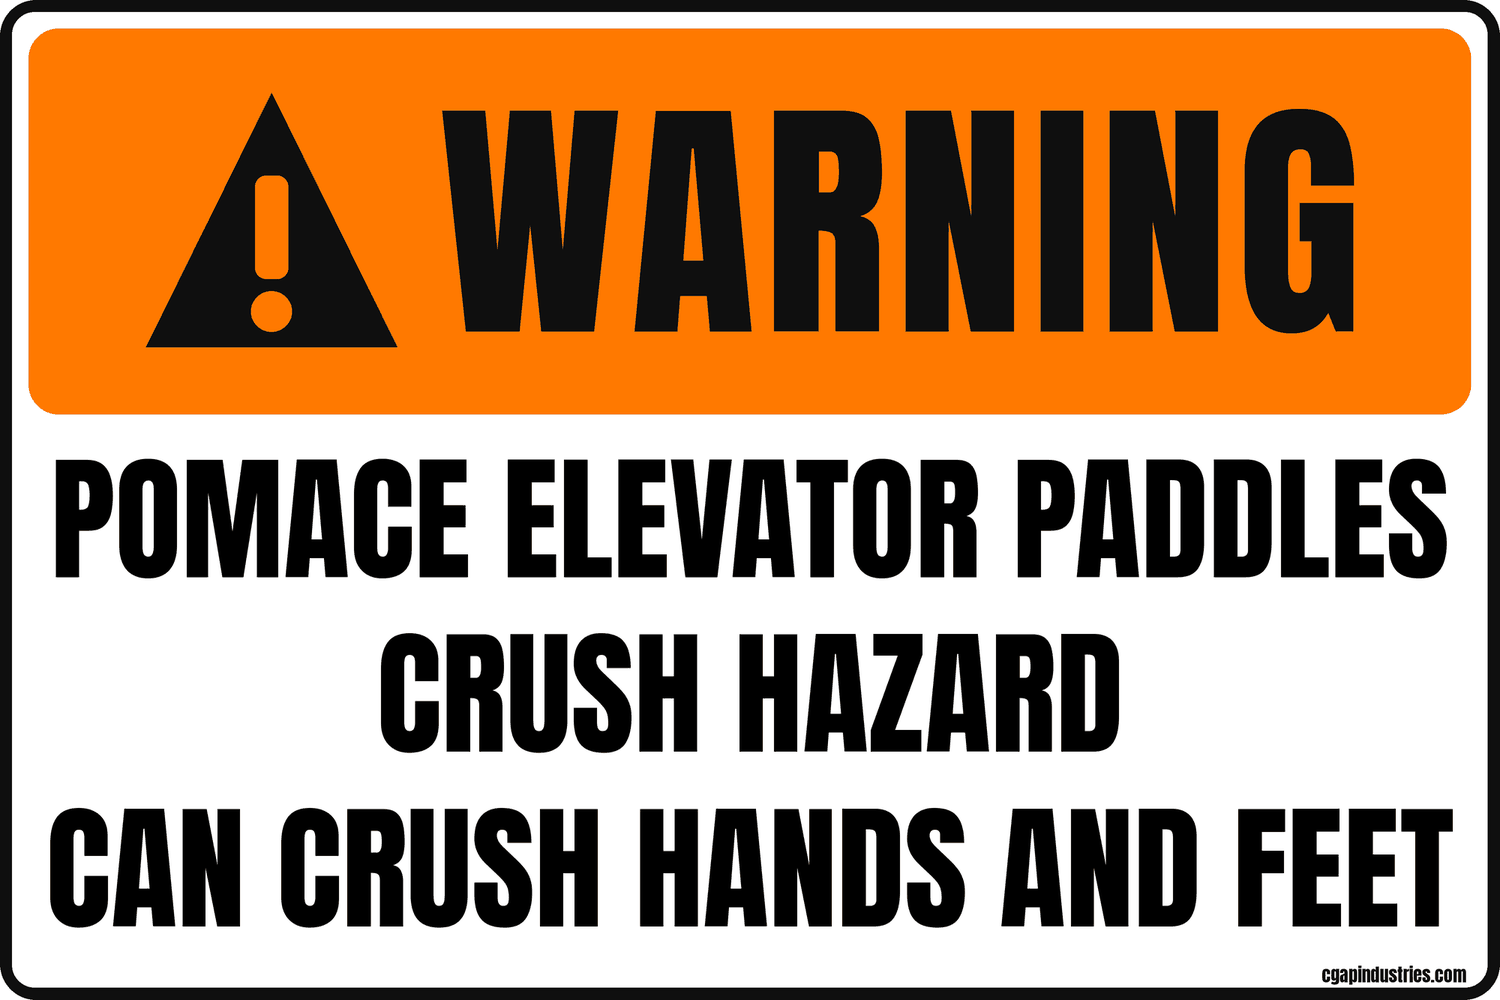 WARNING
POMACE ELEVATOR PADDLES
CRUSH HAZARD
CAN CRUSH HANDS AND FEET
cgapindustries.com